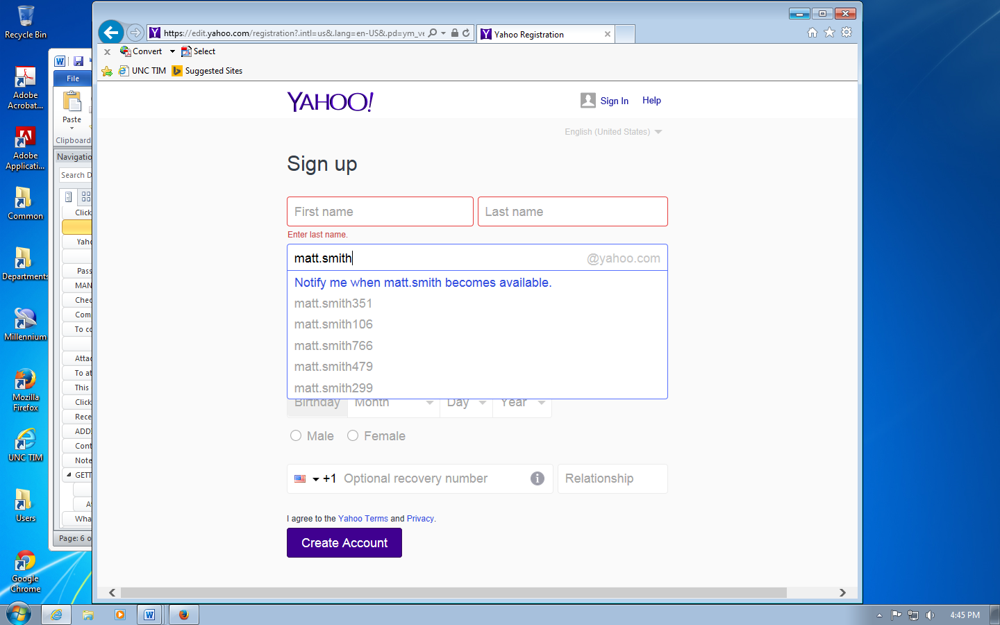 Recycle Bin
Adobe
Acrobat...
Adobe
Applicati...
Common
Departments
Millennium
Mozilla
Firefox
UNC TIM
Users
Google
Chrome
File
Paste
Clipboard
Navigatio
Search D
Click
Yaho
Pass
MAN
Chec
Com
To co
Attac
To at
This
Click
Rece
ADD
Cont
Note
GETT
At
Wha
Page: 6 o
https://edit.yahoo.com/registration?.intl=us&.lang=en-US&.pd=ym_ve
Yahoo Registration
x Convert Select
UNC TIM Suggested Sites
YAHOO!
Sign In Help
English (United States)
Sign up
First name Last name
Enter last name.
matt.smith @yahoo.com
Notify me when matt.smith becomes available.
matt.smith351
matt.smith106
matt.smith766
matt.smith479
matt.smith299
Birthday Month Day Year
Male Female
+1 Optional recovery number Relationship
I agree to the Yahoo Terms and Privacy.
Create Account
4:45 PM